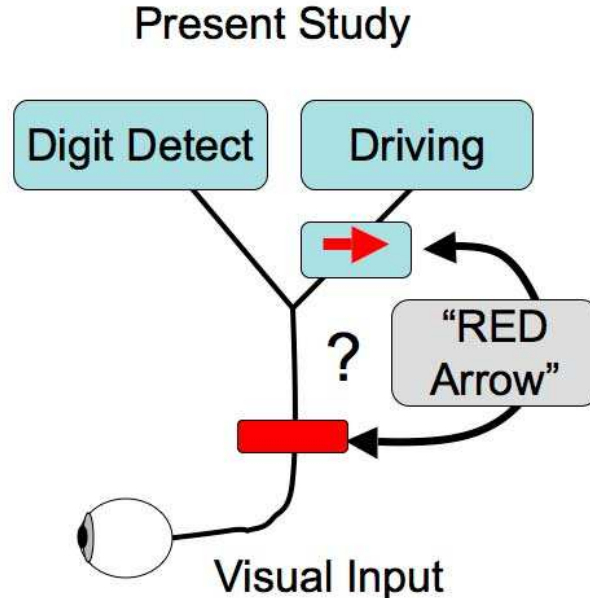 Present Study
Digit Detect
Driving
“RED
Arrow”
?
Visual Input